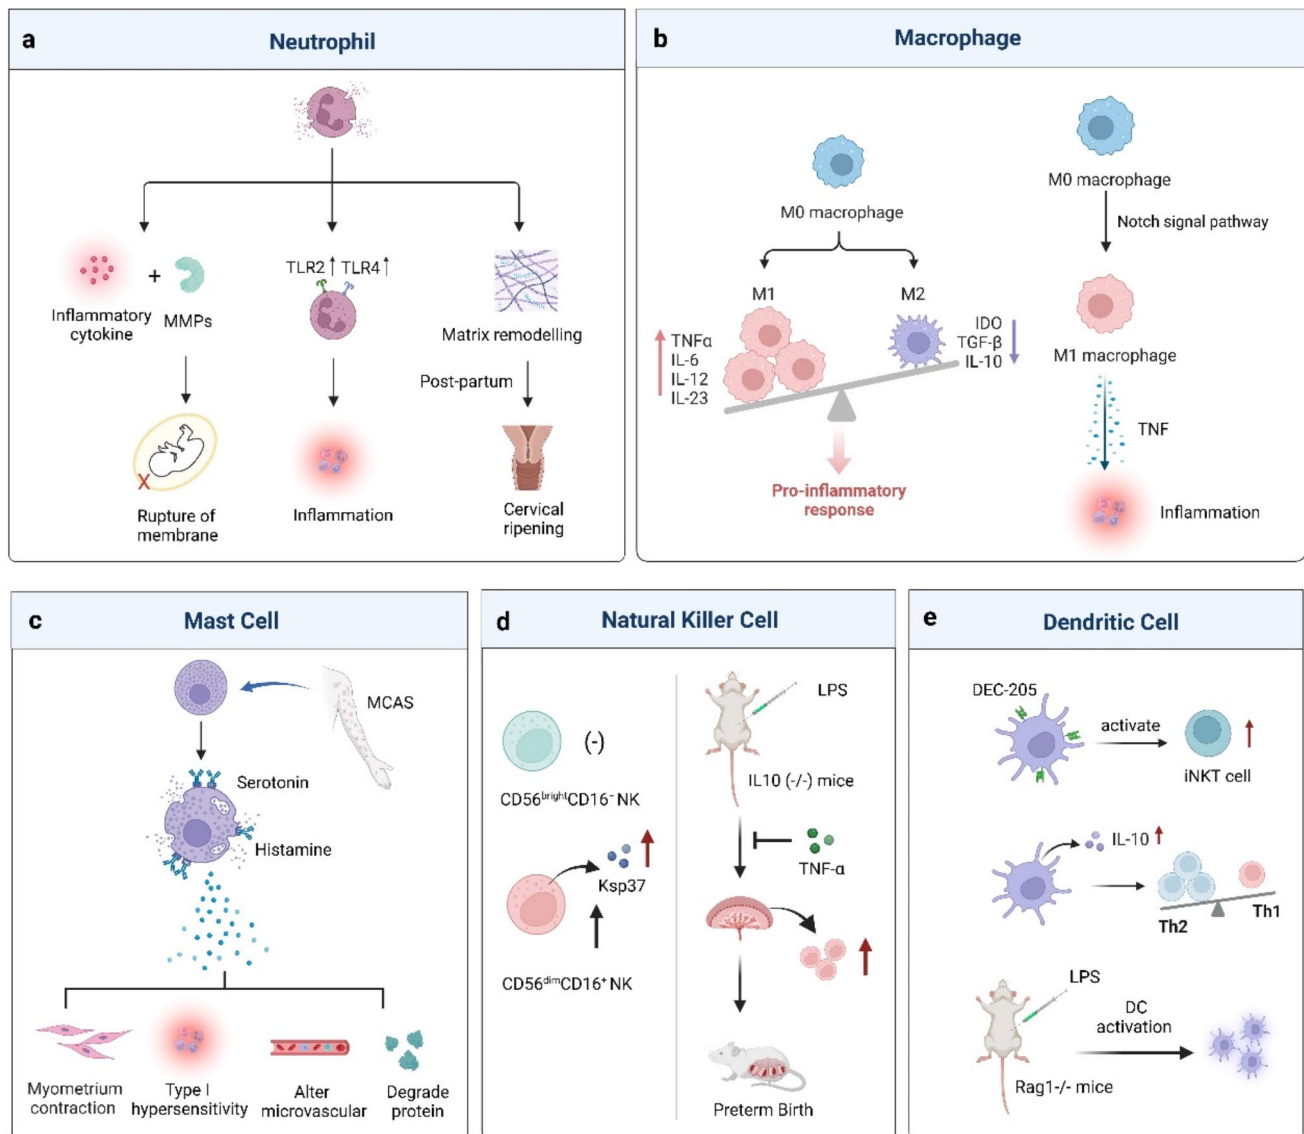 a
Neutrophil
TLR2↑ TLR4↑
+
Inflammatory
cytokine
MMPs
Matrix remodelling
Post-partum
X
Rupture of
membrane
Inflammation
Cervical
ripening
b
Macrophage
M0 macrophage
M1
M2
TNFα
IL-6
IL-12
IL-23
IDO
TGF-β
IL-10
Pro-inflammatory
response
M0 macrophage
Notch signal pathway
M1 macrophage
TNF
Inflammation
c
Mast Cell
MCAS
Serotonin
Histamine
Myometrium
contraction
Type I
hypersensitivity
Alter
microvascular
Degrade
protein
d
Natural Killer Cell
(-)
CD56brightCD16⁻ NK
Ksp37
CD56dimCD16⁺ NK
LPS
IL10 (-/-) mice
TNF-α
Preterm Birth
e
Dendritic Cell
DEC-205
activate
iNKT cell
IL-10
Th2
Th1
LPS
DC
activation
Rag1-/- mice